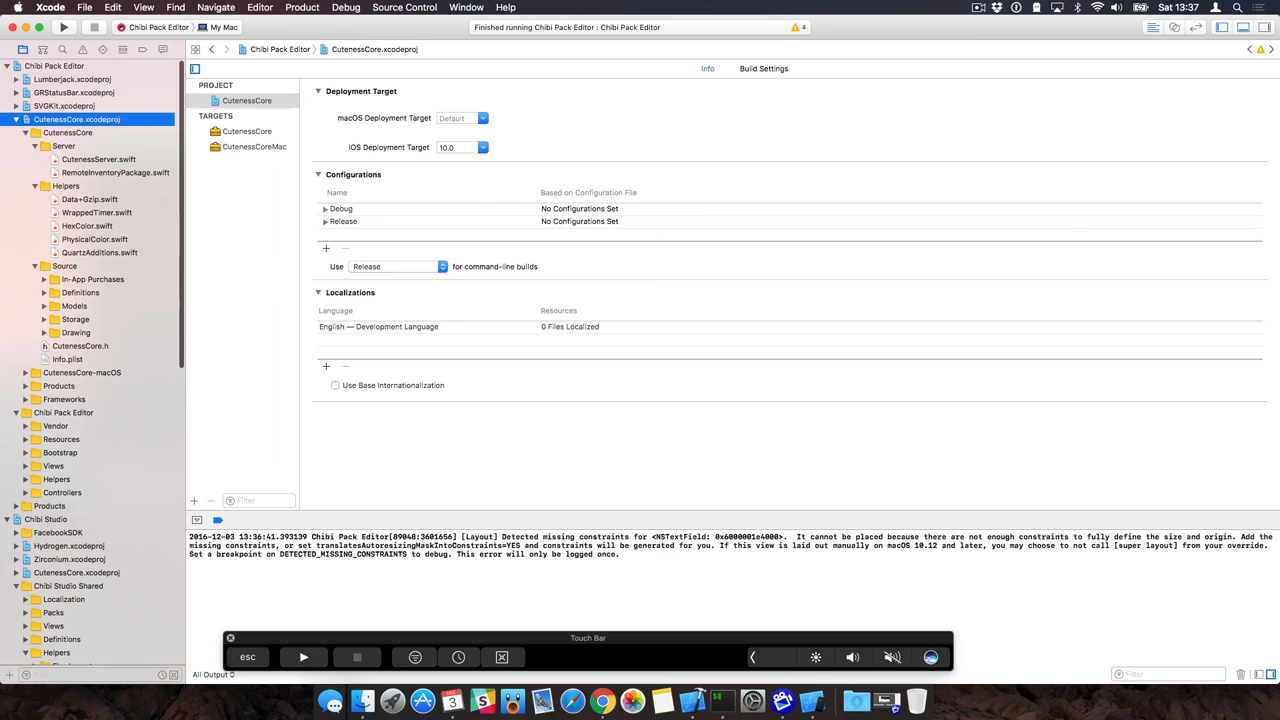 Xcode File Edit View Find Navigate Editor Product Debug Source Control Window Help Sat 13:37
Chibi Pack Editor My Mac Finished running Chibi Pack Editor : Chibi Pack Editor 4
Chibi Pack Editor CutenessCore.xcodeproj
Chibi Pack Editor
Lumberjack.xcodeproj
GRStatusBar.xcodeproj
SVGKit.xcodeproj
CutenessCore.xcodeproj
CutenessCore
Server
CutenessServer.swift
RemoteInventoryPackage.swift
Helpers
Data+Gzip.swift
WrappedTimer.swift
HexColor.swift
PhysicalColor.swift
QuartzAdditions.swift
Source
In-App Purchases
Definitions
Models
Storage
Drawing
CutenessCore.h
Info.plist
CutenessCore-macOS
Products
Frameworks
Chibi Pack Editor
Vendor
Resources
Bootstrap
Views
Helpers
Controllers
Products
Chibi Studio
FacebookSDK
Hydrogen.xcodeproj
Zirconium.xcodeproj
CutenessCore.xcodeproj
Chibi Studio Shared
Localization
Packs
Views
Definitions
Helpers
Info Build Settings
PROJECT
CutenessCore
TARGETS
CutenessCore
CutenessCoreMac
Filter
Deployment Target
macOS Deployment Target Default
iOS Deployment Target 10.0
Configurations
Name Based on Configuration File
Debug No Configurations Set
Release No Configurations Set
Use Release for command-line builds
Localizations
Language Resources
English — Development Language 0 Files Localized
Use Base Internationalization
2016-12-03 13:36:41.393139 Chibi Pack Editor[89048:3601656] [Layout] Detected missing constraints for <NSTextField: 0x6000001e4000>. It cannot be placed because there are not enough constraints to fully define the size and origin. Add the
missing constraints, or set translatesAutoresizingMaskIntoConstraints=YES and constraints will be generated for you. If this view is laid out manually on macOS 10.12 and later, you may choose to not call [super layout] from your override.
Set a breakpoint on DETECTED_MISSING_CONSTRAINTS to debug. This error will only be logged once.
Touch Bar
esc
All Output
Filter
DEC
3